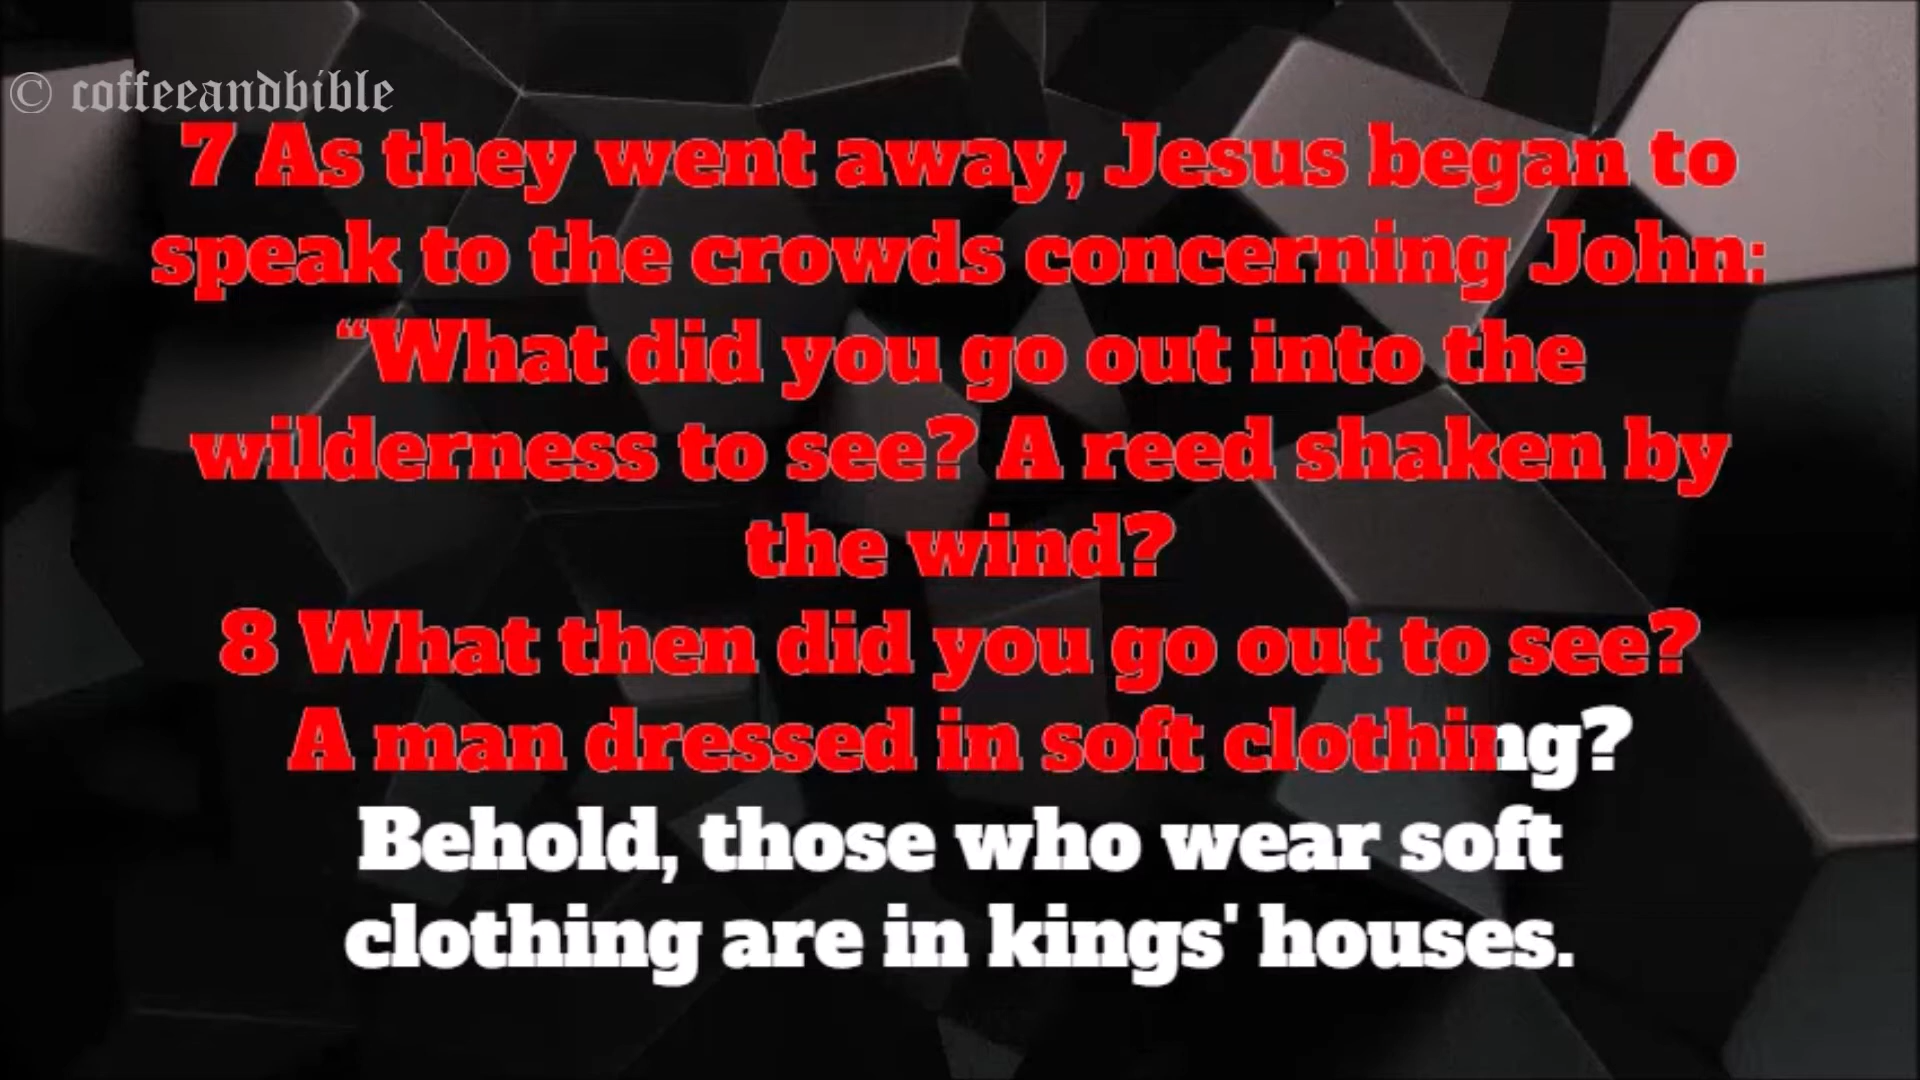 © coffeeandbible
7 As they went away, Jesus began to
speak to the crowds concerning John:
“What did you go out into the
wilderness to see? A reed shaken by
the wind?
8 What then did you go out to see?
A man dressed in soft clothing?
Behold, those who wear soft
clothing are in kings' houses.